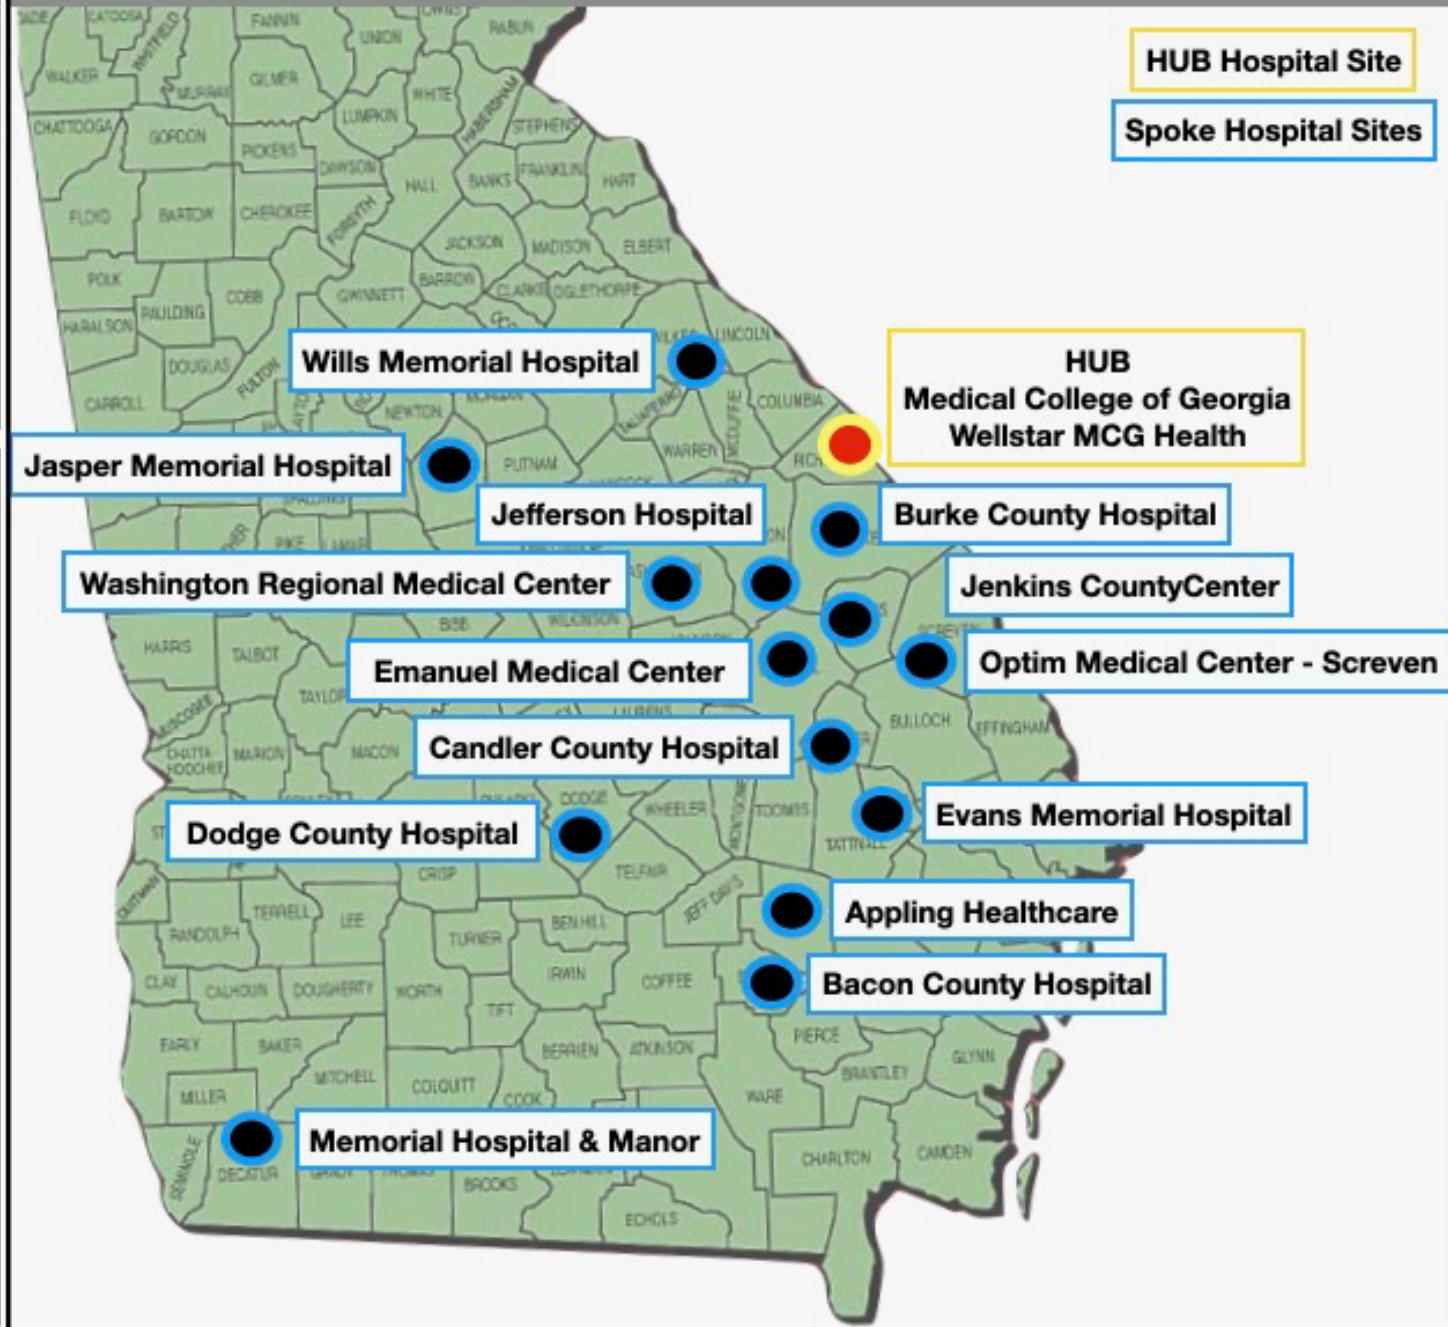 CATOOSA
FANNIN
RABUN
UNION
WHITFIELD
WALKER
GILMER
MURRAY
WHITE
HABERSHAM
LUMPKIN
CHATTOOGA
GORDON
STEPHENS
PICKENS
DAWSON
HALL
BANKS
FRANKLIN
HART
FLOYD
BARTOW
CHEROKEE
FORSYTH
JACKSON
MADISON
ELBERT
POLK
COBB
GWINNETT
BARROW
CLARKE
OGLETHORPE
PAULDING
HARALSON
DOUGLAS
FULTON
LINCOLN
CARROLL
NEWTON
MORGAN
TALIAFERRO
MCDUFFIE
COLUMBIA
WARREN
PUTNAM
HUB Hospital Site
Spoke Hospital Sites
Wills Memorial Hospital
HUB
Medical College of Georgia
Wellstar MCG Health
Jasper Memorial Hospital
Jefferson Hospital
Burke County Hospital
PIKE
LAMAR
Washington Regional Medical Center
Jenkins CountyCenter
HARRIS
TALBOT
BIBB
WILKINSON
SCREVEN
Emanuel Medical Center
Optim Medical Center - Screven
MUSCOGEE
TAYLOR
LAURENS
BULLOCH
EFFINGHAM
CHATTA-
HOOCHEE
MARION
MACON
Candler County Hospital
DODGE
WHEELER
TOOMBS
TATTNALL
Dodge County Hospital
Evans Memorial Hospital
QUITMAN
CRISP
TELFAIR
JEFF DAVIS
RANDOLPH
TERRELL
LEE
TURNER
BEN HILL
Appling Healthcare
CLAY
CALHOUN
DOUGHERTY
WORTH
TIFT
IRWIN
COFFEE
Bacon County Hospital
EARLY
BAKER
MITCHELL
BERRIEN
ATKINSON
PIERCE
BRANTLEY
GLYNN
MILLER
COLQUITT
COOK
WARE
Memorial Hospital & Manor
SEMINOLE
DECATUR
GRADY
THOMAS
BROOKS
ECHOLS
CHARLTON
CAMDEN